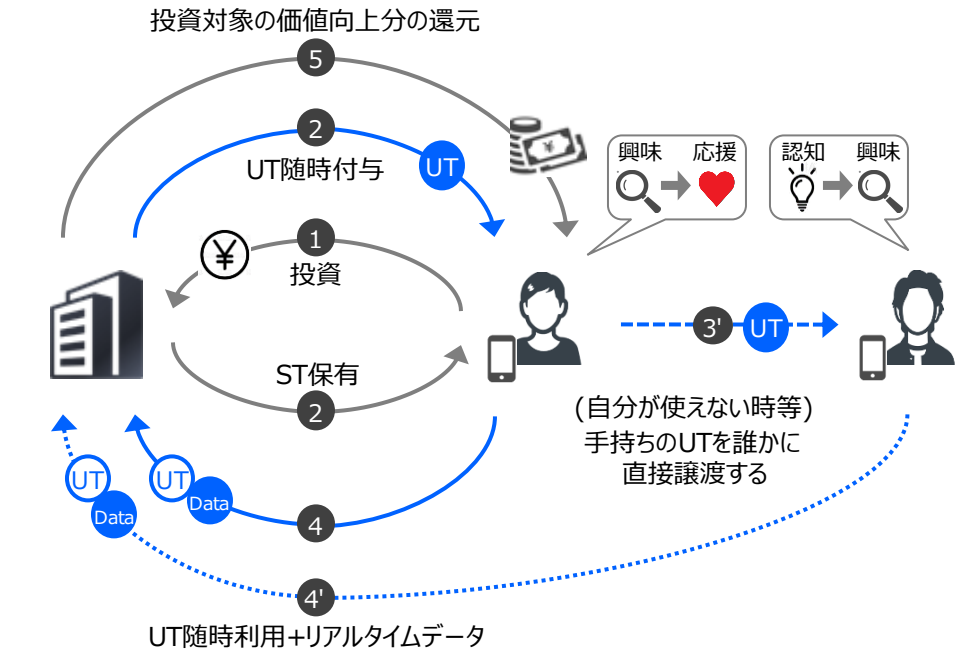 投資対象の価値向上分の還元
5
2
UT随時付与
UT
興味 応援
認知 興味
¥
1
投資
3'
UT
ST保有
2
(自分が使えない時等)
手持ちのUTを誰かに
直接譲渡する
UT
Data
UT
Data
4
4'
UT随時利用+リアルタイムデータ